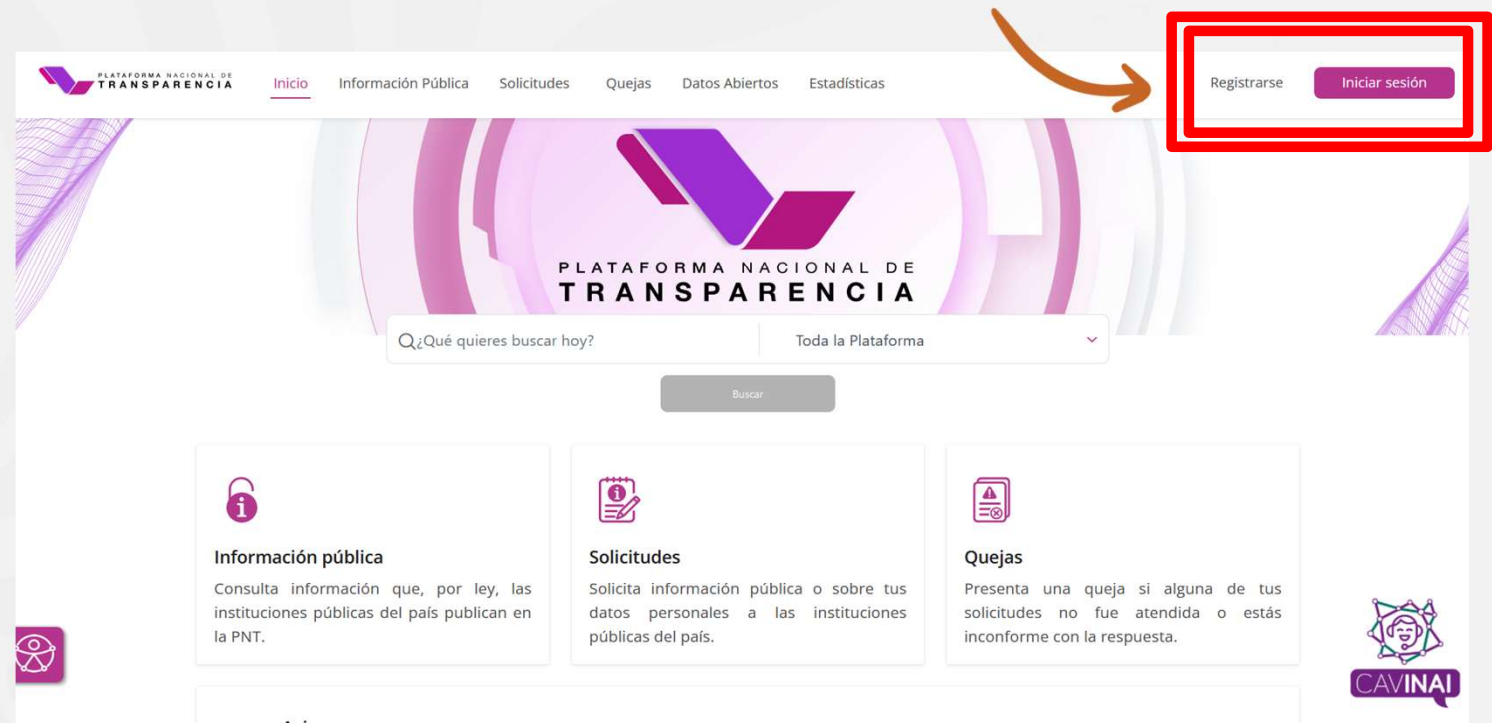 PLATAFORMA NACIONAL DE
TRANSPARENCIA
Inicio Información Pública Solicitudes Quejas Datos Abiertos Estadísticas Registrarse Iniciar sesión
PLATAFORMA NACIONAL DE
TRANSPARENCIA
¿Qué quieres buscar hoy? Toda la Plataforma
Buscar
Información pública
Consulta información que, por ley, las
instituciones públicas del país publican en
la PNT.
Solicitudes
Solicita información pública o sobre tus
datos personales a las instituciones
públicas del país.
Quejas
Presenta una queja si alguna de tus
solicitudes no fue atendida o estás
inconforme con la respuesta.
CAVINAI